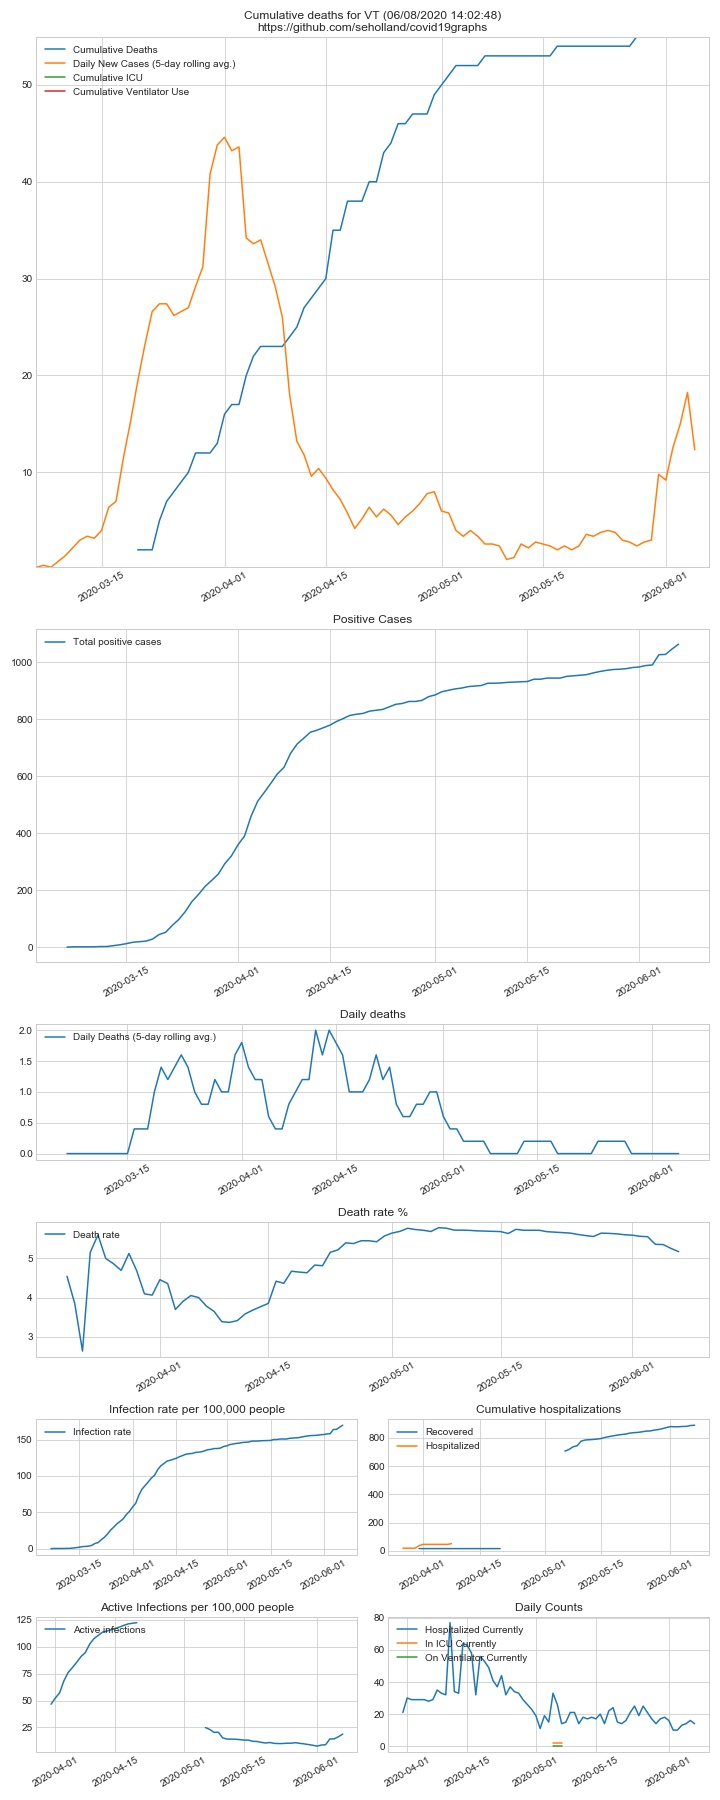 Cumulative deaths for VT (06/08/2020 14:02:48)
https://github.com/seholland/covid19graphs
Cumulative Deaths
Daily New Cases (5-day rolling avg.)
Cumulative ICU
Cumulative Ventilator Use
50
30
20
10
2020-03-15 2020-04-01 2020-04-15 2020-05-01 2020-05-15 2020-06-01
Positive Cases
Total positive cases
1000
800
600
400
200
0
2020-03-15 2020-04-01 2020-04-15 2020-05-01 2020-05-15 2020-06-01
Daily deaths
Daily Deaths (5-day rolling avg.)
2.0
1.5
1.0
0.5
0.0
2020-03-15 2020-04-01 2020-04-15 2020-05-01 2020-05-15 2020-06-01
Death rate %
Death rate
5
4
3
2020-04-01 2020-04-15 2020-05-01 2020-05-15 2020-06-01
Infection rate per 100,000 people
Infection rate
150
100
50
0
2020-03-15 2020-04-01 2020-04-15 2020-05-01 2020-05-15 2020-06-01
Cumulative hospitalizations
Recovered
Hospitalized
800
600
400
200
0
2020-04-01 2020-04-15 2020-05-01 2020-05-15 2020-06-01
Active Infections per 100,000 people
Active infections
125
100
75
50
25
2020-04-01 2020-04-15 2020-05-01 2020-05-15 2020-06-01
Daily Counts
Hospitalized Currently
In ICU Currently
On Ventilator Currently
80
60
40
20
0
2020-04-01 2020-04-15 2020-05-01 2020-05-15 2020-06-01